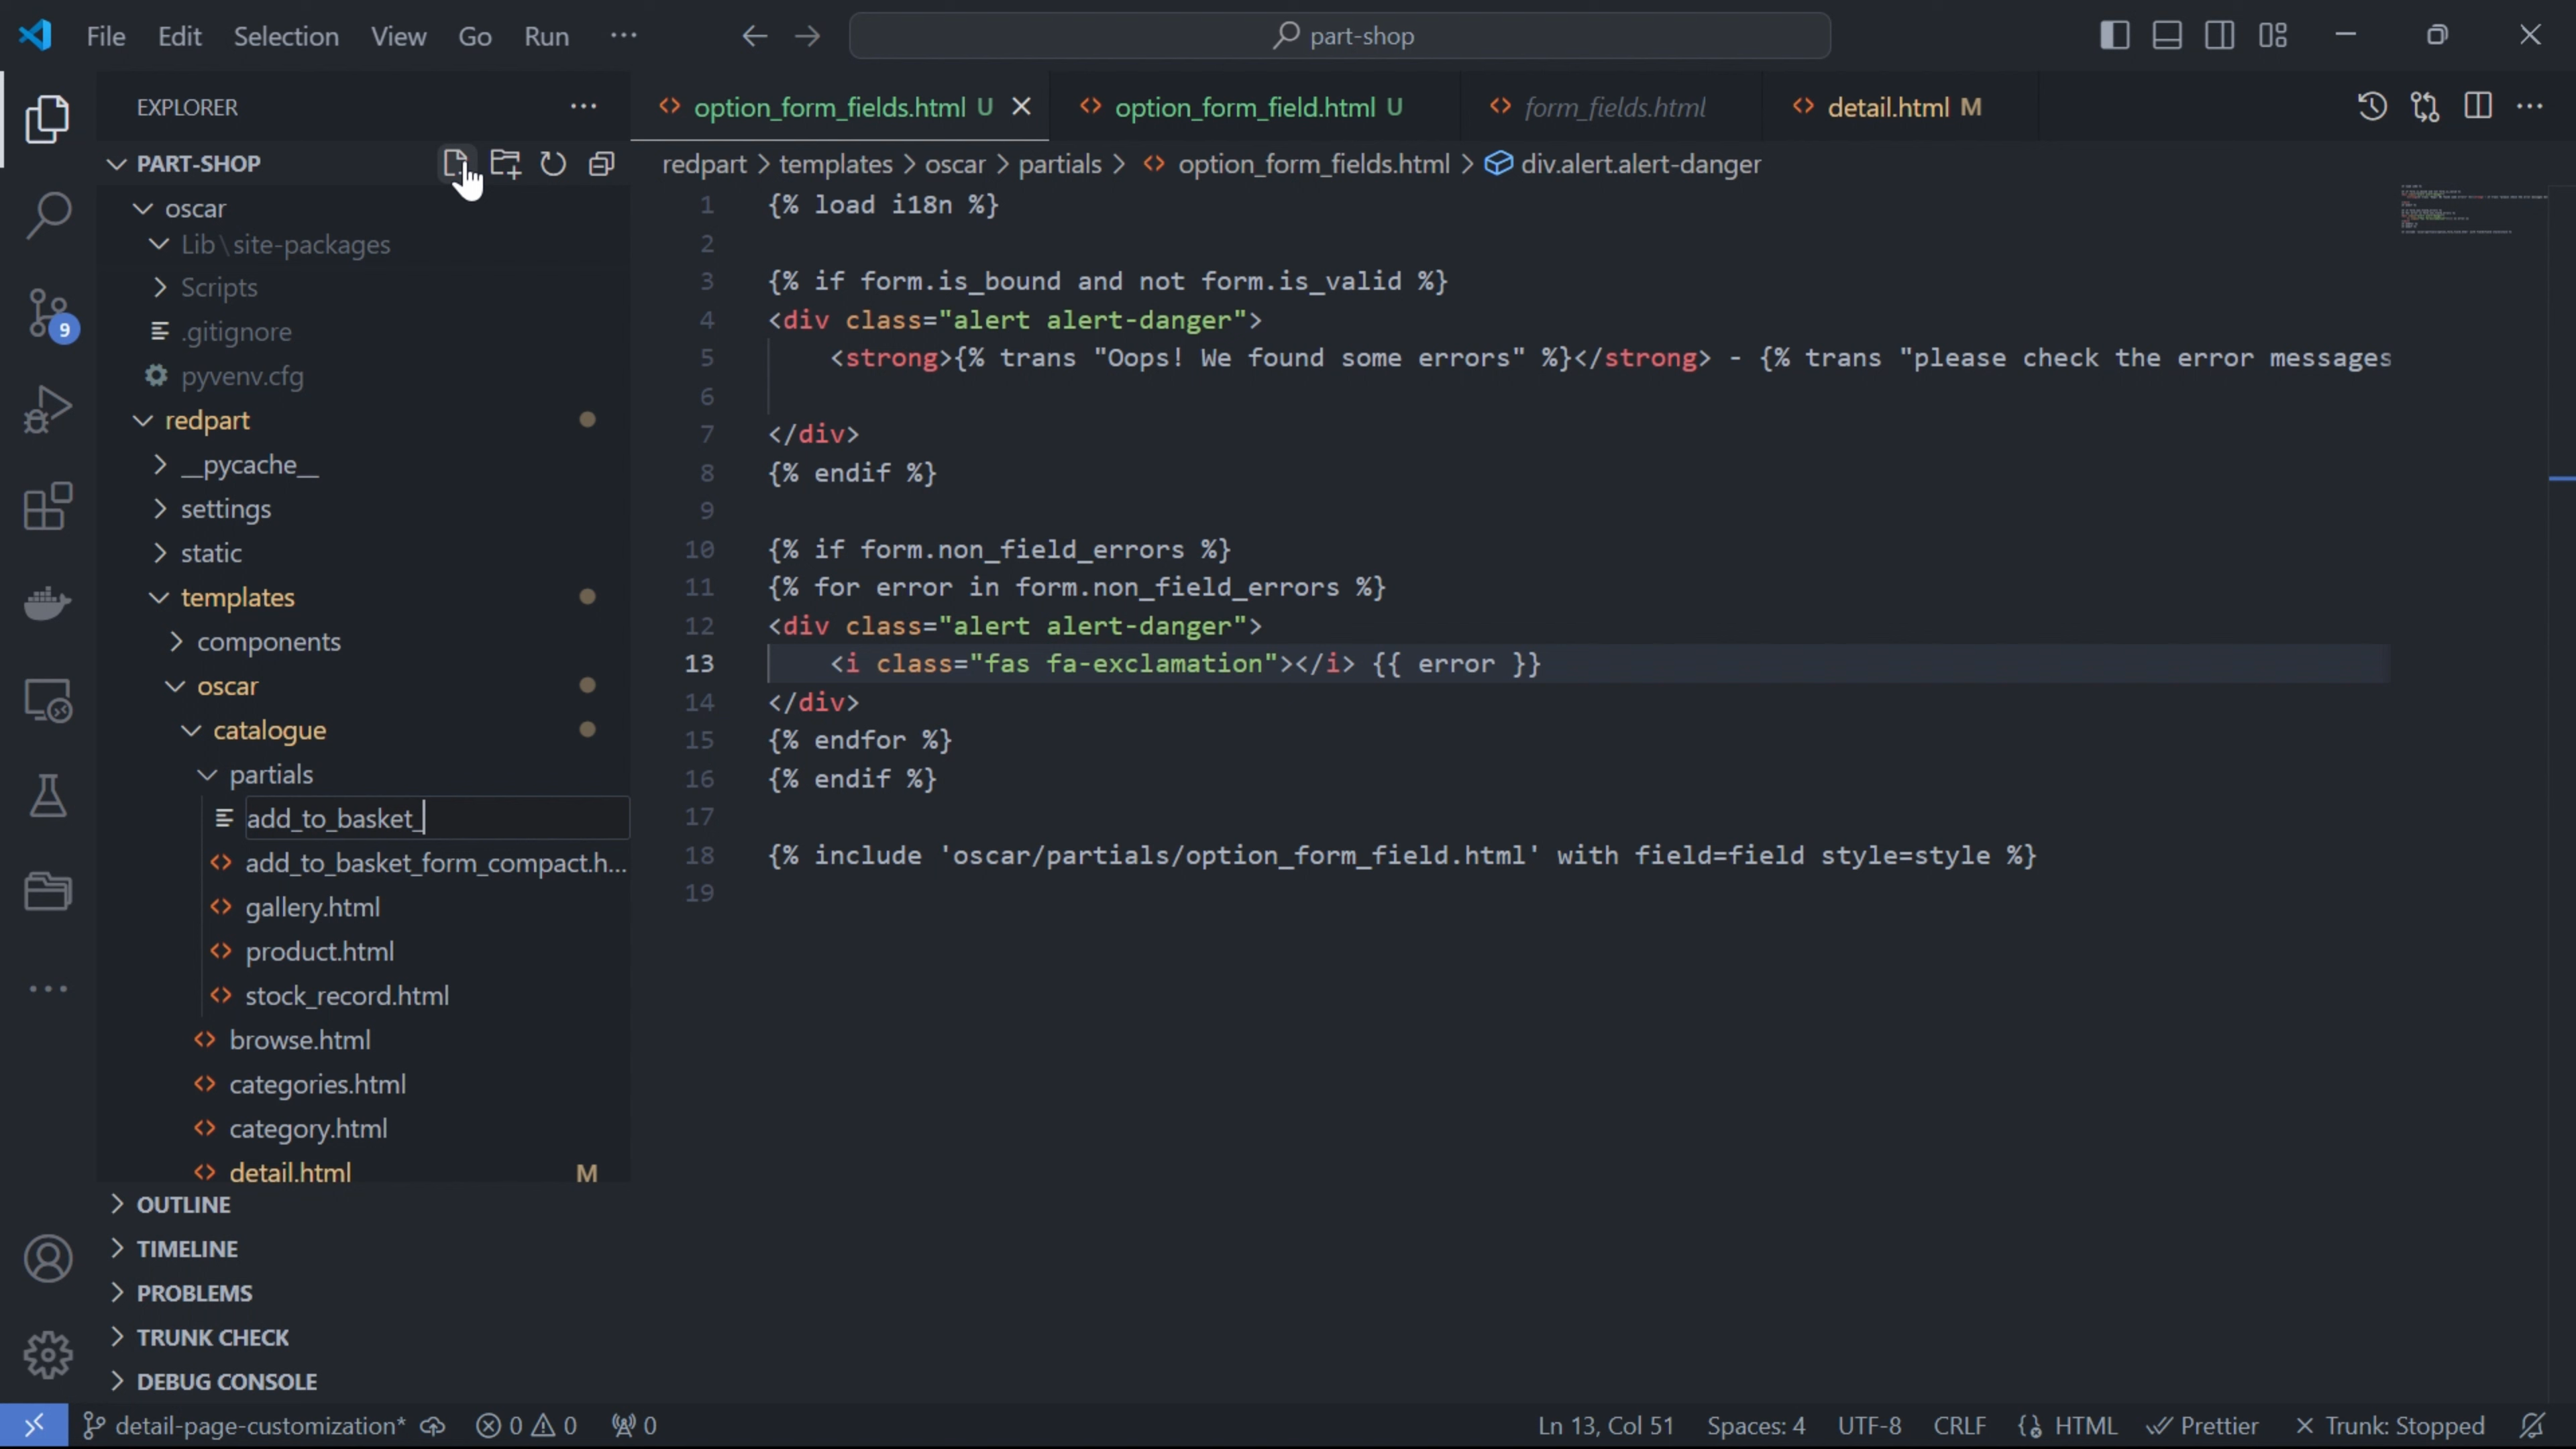 File Edit Selection View Go Run ···
part-shop
EXPLORER
PART-SHOP
oscar
Lib\site-packages
Scripts
.gitignore
pyvenv.cfg
redpart
__pycache__
settings
static
templates
components
oscar
catalogue
partials
add_to_basket_
add_to_basket_form_compact.h...
gallery.html
product.html
stock_record.html
browse.html
categories.html
category.html
detail.html M
OUTLINE
TIMELINE
PROBLEMS
TRUNK CHECK
DEBUG CONSOLE
9
option_form_fields.html U
option_form_field.html U
form_fields.html
detail.html M
redpart > templates > oscar > partials > option_form_fields.html > div.alert.alert-danger
1 {% load i18n %}
2
3 {% if form.is_bound and not form.is_valid %}
4 <div class="alert alert-danger">
5 <strong>{% trans "Oops! We found some errors" %}</strong> - {% trans "please check the error messages
6
7 </div>
8 {% endif %}
9
10 {% if form.non_field_errors %}
11 {% for error in form.non_field_errors %}
12 <div class="alert alert-danger">
13 <i class="fas fa-exclamation"></i> {{ error }}
14 </div>
15 {% endfor %}
16 {% endif %}
17
18 {% include 'oscar/partials/option_form_field.html' with field=field style=style %}
19
detail-page-customization* 0 0 0 Ln 13, Col 51 Spaces: 4 UTF-8 CRLF HTML Prettier Trunk: Stopped